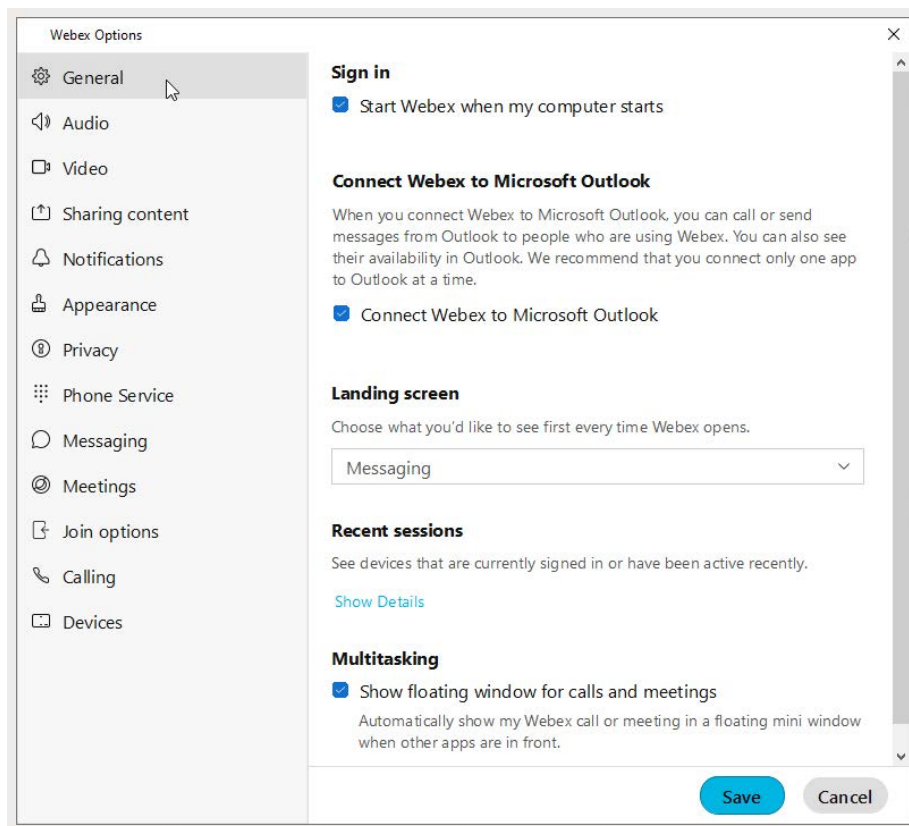 Webex Options
General
Audio
Video
Sharing content
Notifications
Appearance
Privacy
Phone Service
Messaging
Meetings
Join options
Calling
Devices
Sign in
Start Webex when my computer starts
Connect Webex to Microsoft Outlook
When you connect Webex to Microsoft Outlook, you can call or send
messages from Outlook to people who are using Webex. You can also see
their availability in Outlook. We recommend that you connect only one app
to Outlook at a time.
Connect Webex to Microsoft Outlook
Landing screen
Choose what you'd like to see first every time Webex opens.
Messaging
Recent sessions
See devices that are currently signed in or have been active recently.
Show Details
Multitasking
Show floating window for calls and meetings
Automatically show my Webex call or meeting in a floating mini window
when other apps are in front.
Save
Cancel